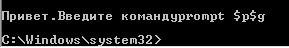 Привет.Введите командуprompt $p$g
C:\Windows\system32>